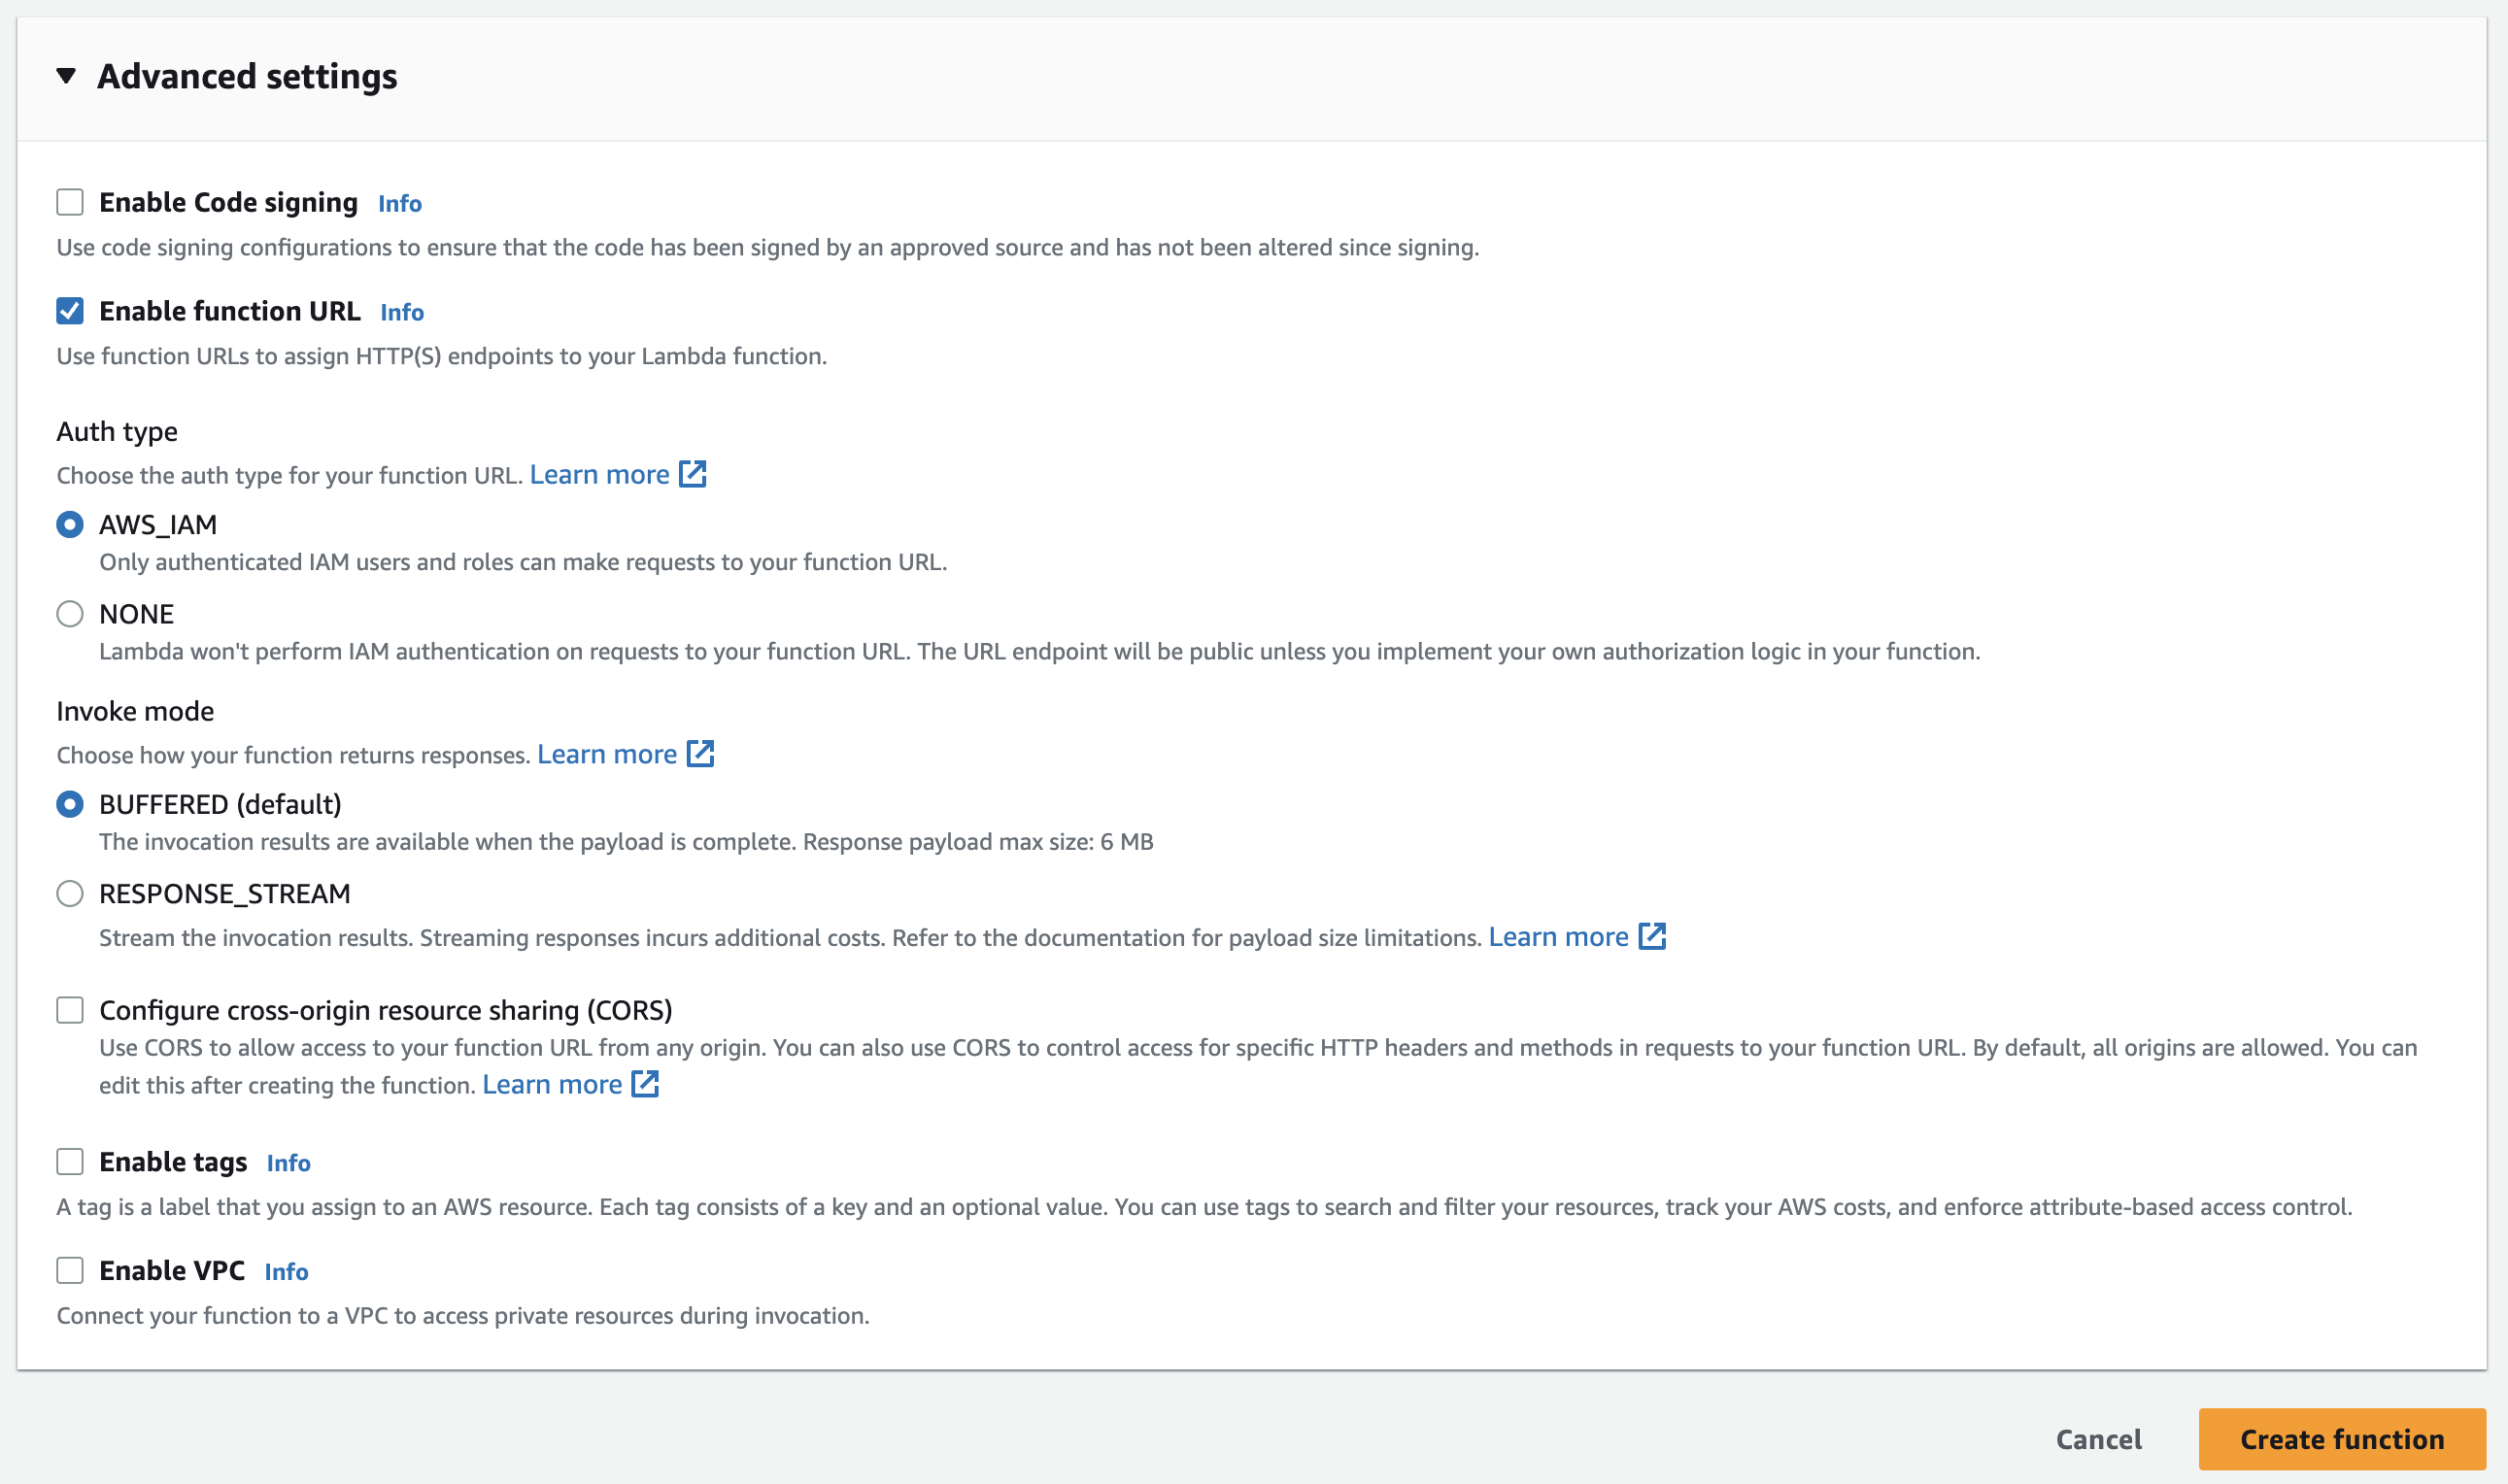 Advanced settings
Enable Code signing Info
Use code signing configurations to ensure that the code has been signed by an approved source and has not been altered since signing.
Enable function URL Info
Use function URLs to assign HTTP(S) endpoints to your Lambda function.
Auth type
Choose the auth type for your function URL. Learn more
AWS_IAM
Only authenticated IAM users and roles can make requests to your function URL.
NONE
Lambda won't perform IAM authentication on requests to your function URL. The URL endpoint will be public unless you implement your own authorization logic in your function.
Invoke mode
Choose how your function returns responses. Learn more
BUFFERED (default)
The invocation results are available when the payload is complete. Response payload max size: 6 MB
RESPONSE_STREAM
Stream the invocation results. Streaming responses incurs additional costs. Refer to the documentation for payload size limitations. Learn more
Configure cross-origin resource sharing (CORS)
Use CORS to allow access to your function URL from any origin. You can also use CORS to control access for specific HTTP headers and methods in requests to your function URL. By default, all origins are allowed. You can
edit this after creating the function. Learn more
Enable tags Info
A tag is a label that you assign to an AWS resource. Each tag consists of a key and an optional value. You can use tags to search and filter your resources, track your AWS costs, and enforce attribute-based access control.
Enable VPC Info
Connect your function to a VPC to access private resources during invocation.
Cancel Create function